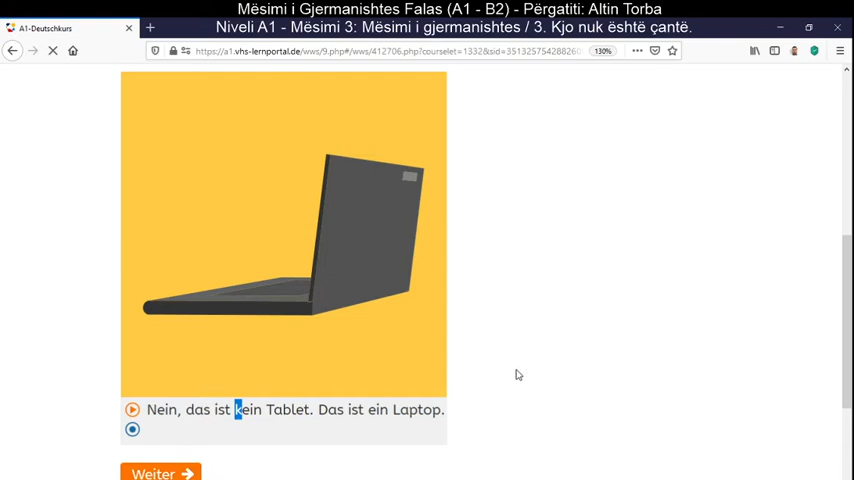 Mësimi i Gjermanishtes Falas (A1 - B2) - Përgatiti: Altin Torba
A1-Deutschkurs
Niveli A1 - Mësimi 3: Mësimi i gjermanishtes / 3. Kjo nuk është çantë.
https://a1.vhs-lernportal.de/wws/9.php#/wws/412706.php?courselet=1332&sid=351325754288260
130%
Nein, das ist kein Tablet. Das ist ein Laptop.
Weiter